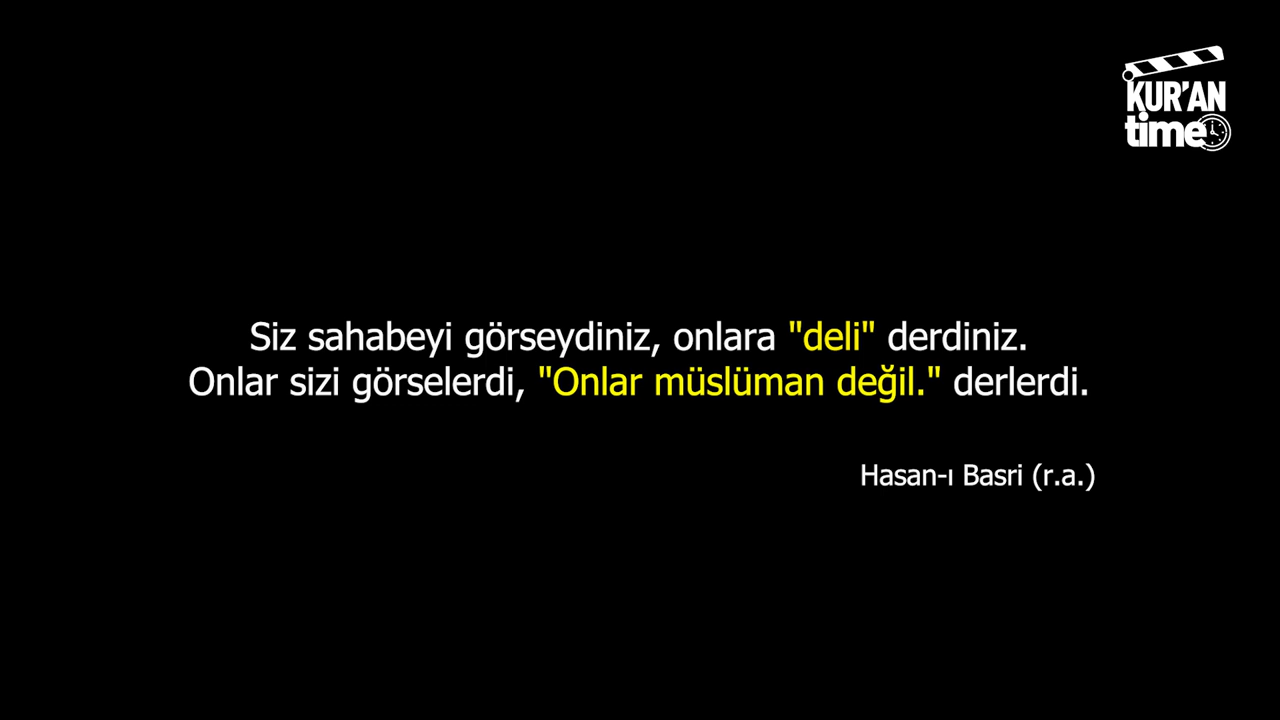 KUR'AN
time
Siz sahabeyi görseydiniz, onlara "deli" derdiniz.
Onlar sizi görselerdi, "Onlar müslüman değil." derlerdi.
Hasan-ı Basri (r.a.)